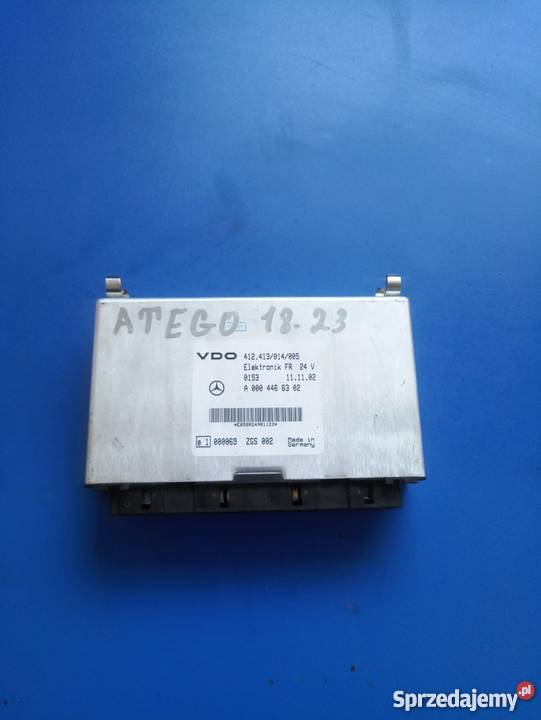 ATEGO 18.23
VDO 412.413/014/005
Elektronik FR 24 V
0153 11.11.02
A 000 446 63 02
e 1 000069 ZGS 002 Made in Germany
Sprzedajemy.pl